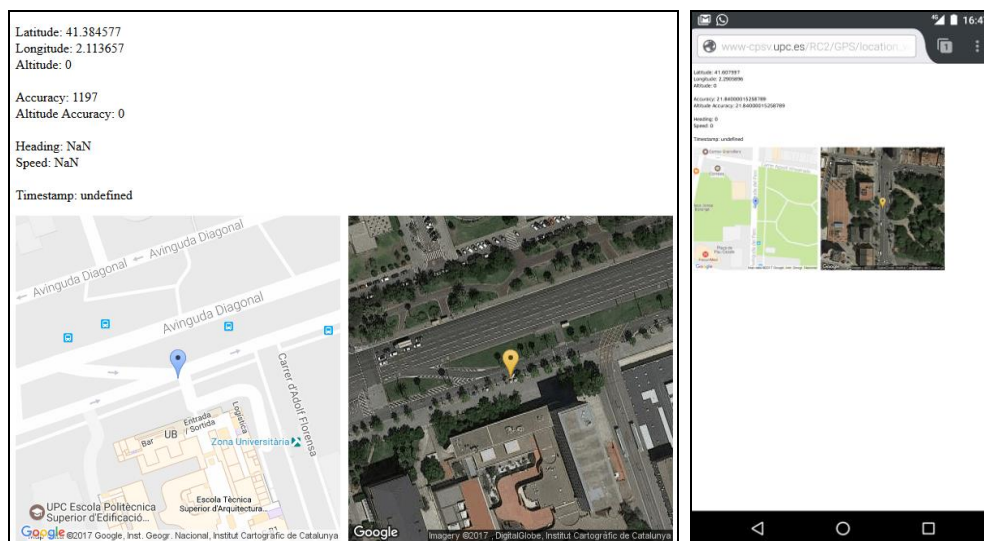 Latitude: 41.384577
Longitude: 2.113657
Altitude: 0
Accuracy: 1197
Altitude Accuracy: 0
Heading: NaN
Speed: NaN
Timestamp: undefined
Avinguda Diagonal
Avinguda Diagonal
Avinguda Diagonal
Carrer d'Adolf Florensa
Logística
Entrada / Sortida
Bar
UB
Zona Universitària
Escola Tècnica
Superior d'Arquitectura...
UPC Escola Politècnica
Superior d'Edificació...
Google
©2017 Google, Inst. Geogr. Nacional, Institut Cartogràfic de Catalunya
Google
Imagery ©2017 , DigitalGlobe, Institut Cartogràfic de Catalunya
4G 16:4
www-cpsv.upc.es/RC2/GPS/location
1
Latitude: 41.607997
Altitude: 0
Accuracy: 21.84000015258789
Altitude Accuracy: 21.84000015258789
Heading: 0
Speed: 0
Timestamp: undefined
Correos
Google
Google